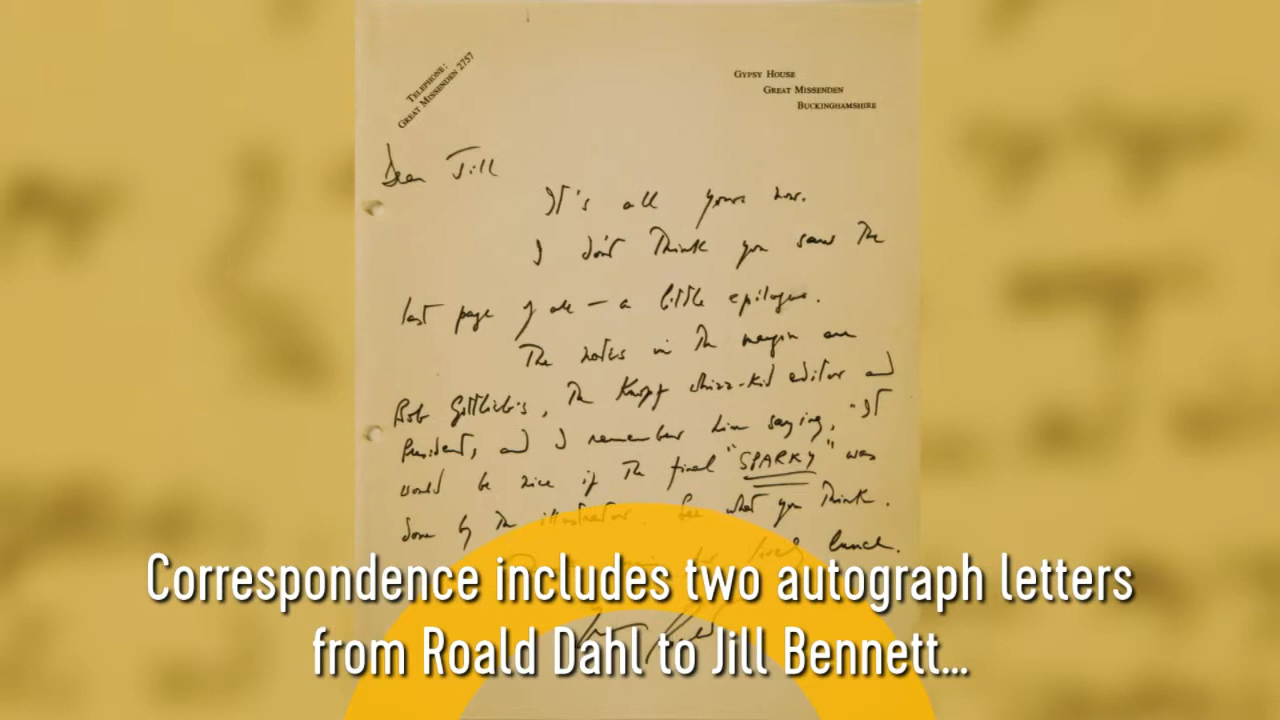 TELEPHONE:
GREAT MISSENDEN 2757
GYPSY HOUSE
GREAT MISSENDEN
BUCKINGHAMSHIRE
Dear Jill
It's all yours now.
I don't think you saw the
last page of all — a little epilogue.
The notes in the margin are
Bob Gottlieb's, the Knopf whizz-kid editor and
President, and I remember him saying, "It
would be nice if the final "SPARKY" was
done by the illustrator. See what you think.
lovely lunch.
Correspondence includes two autograph letters
from Roald Dahl to Jill Bennett...